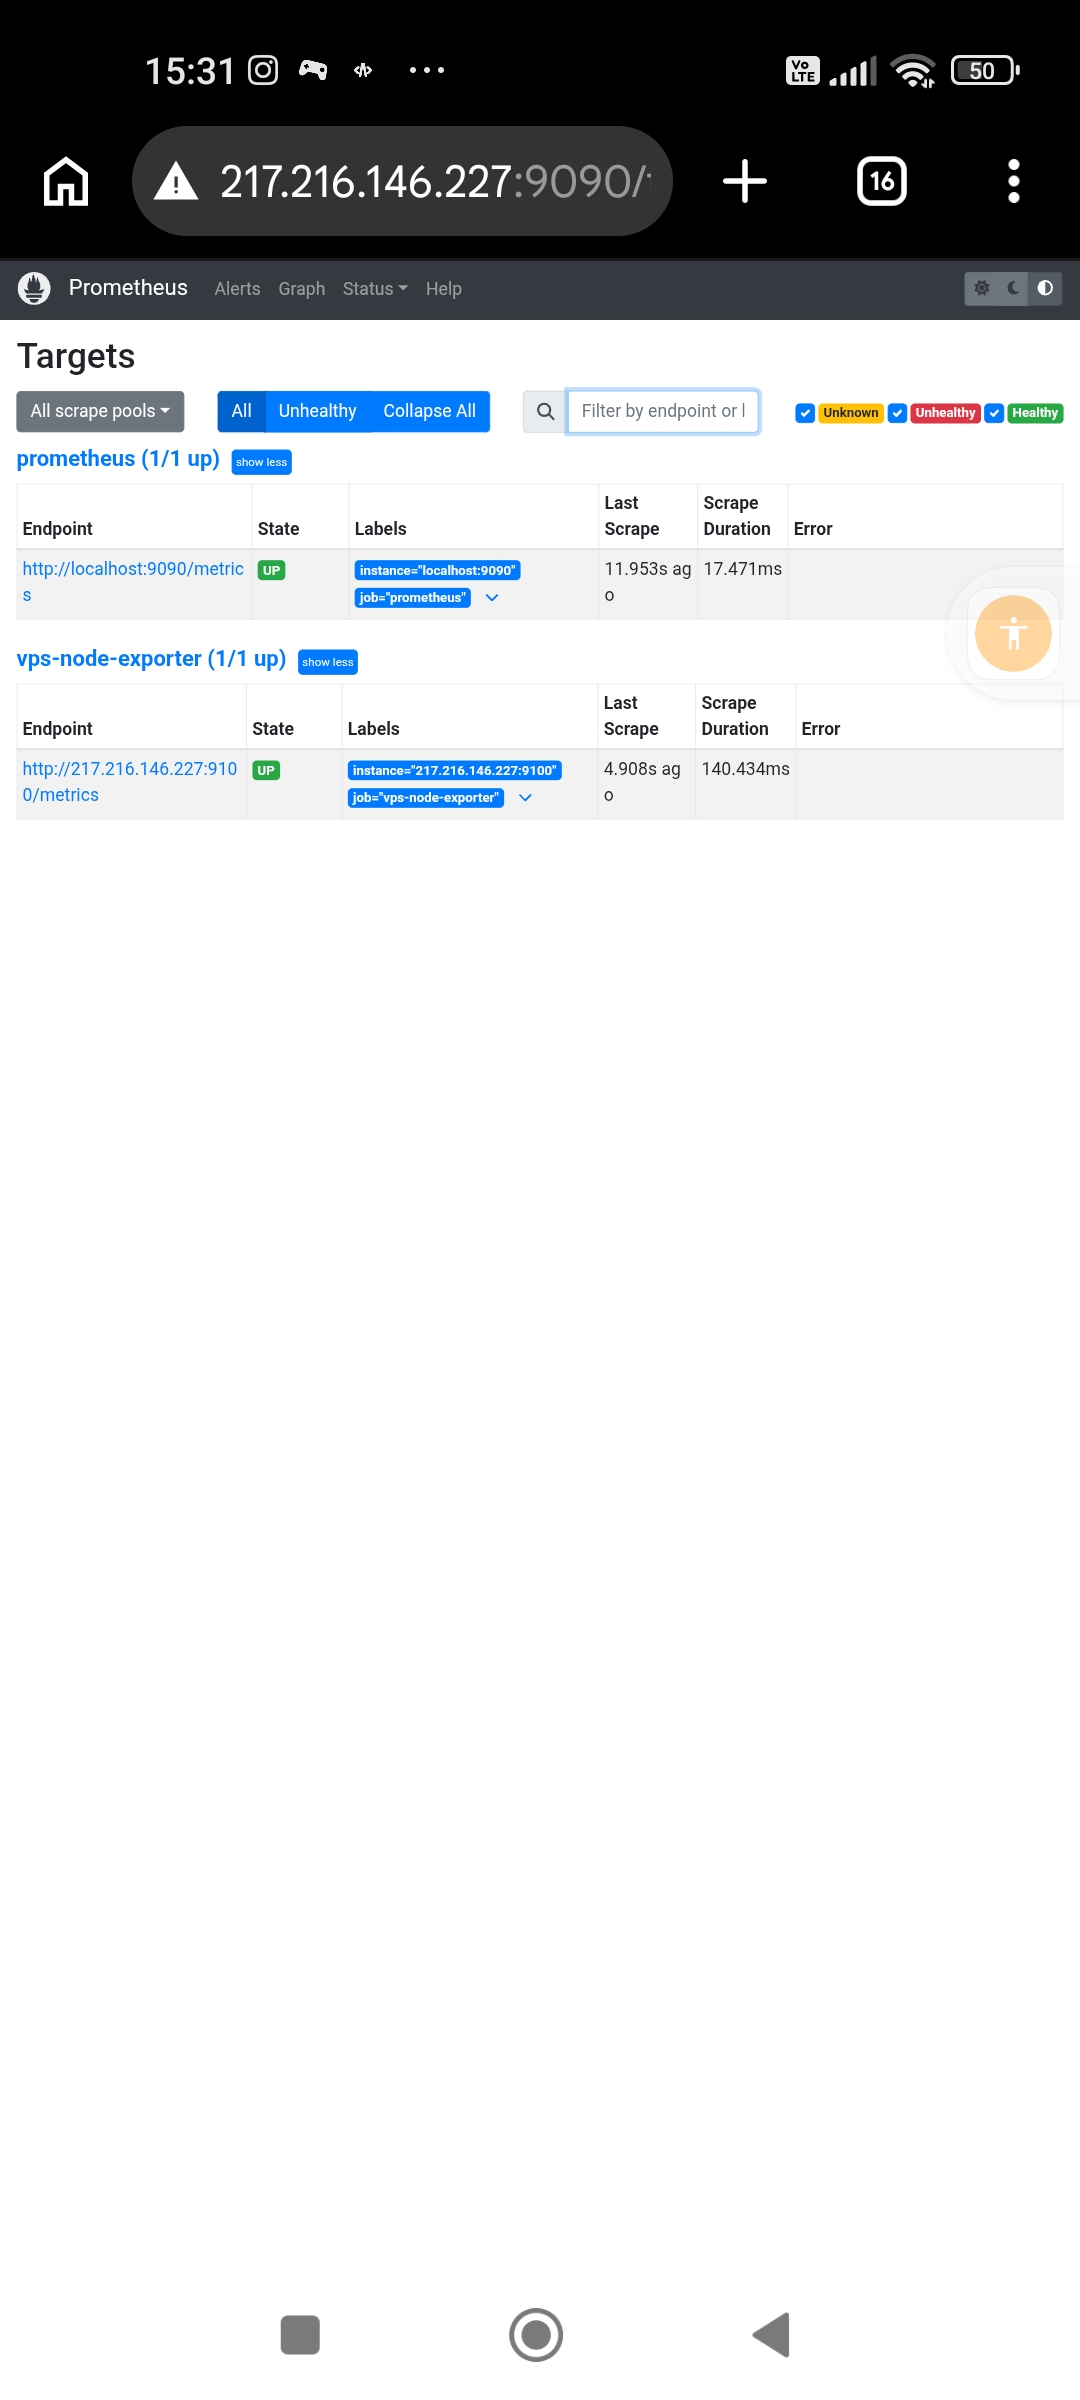 15:31
Vo LTE
50
217.216.146.227:9090/
16
Prometheus Alerts Graph Status Help
Targets
All scrape pools All Unhealthy Collapse All Filter by endpoint or l Unknown Unhealthy Healthy
prometheus (1/1 up) show less
Endpoint State Labels Last Scrape Scrape Duration Error
http://localhost:9090/metrics UP instance="localhost:9090" job="prometheus" 11.953s ago 17.471ms
vps-node-exporter (1/1 up) show less
Endpoint State Labels Last Scrape Scrape Duration Error
http://217.216.146.227:9100/metrics UP instance="217.216.146.227:9100" job="vps-node-exporter" 4.908s ago 140.434ms